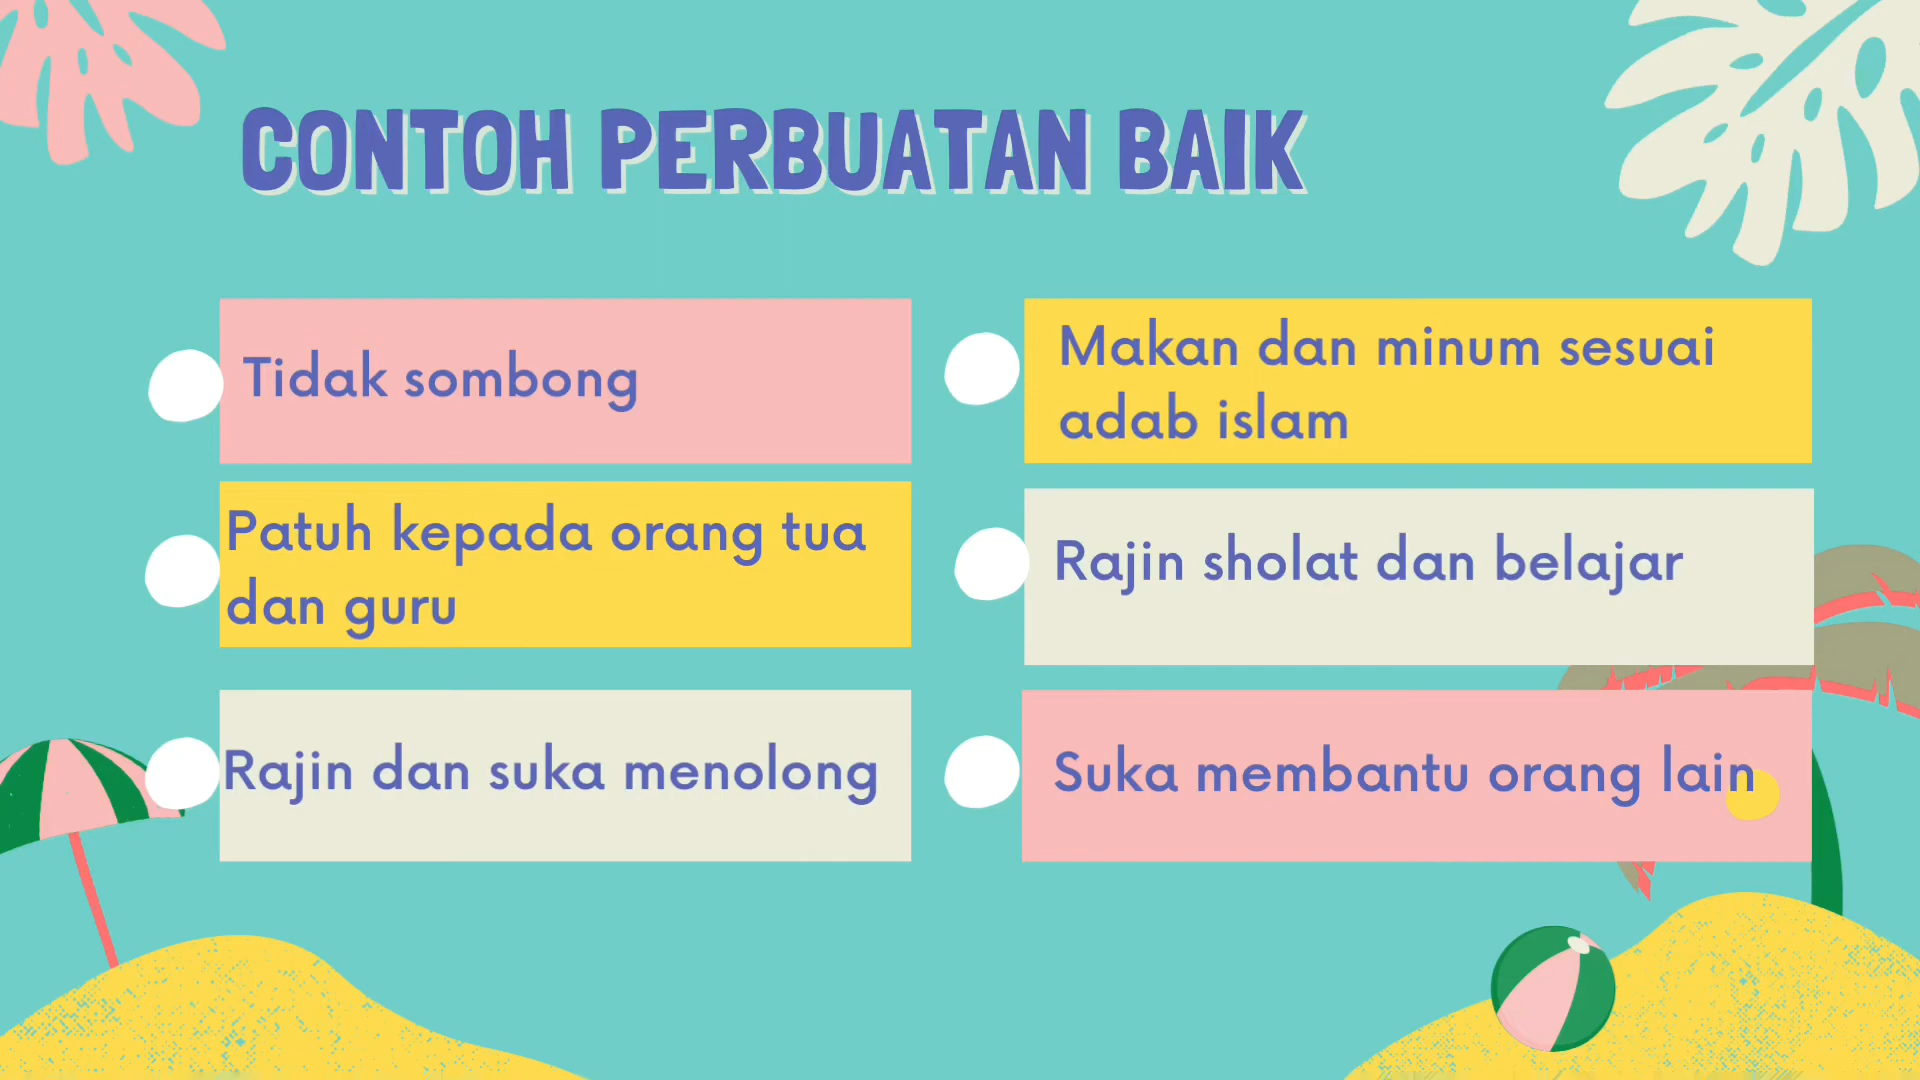 CONTOH PERBUATAN BAIK
Tidak sombong
Patuh kepada orang tua
dan guru
Rajin dan suka menolong
Makan dan minum sesuai
adab islam
Rajin sholat dan belajar
Suka membantu orang lain